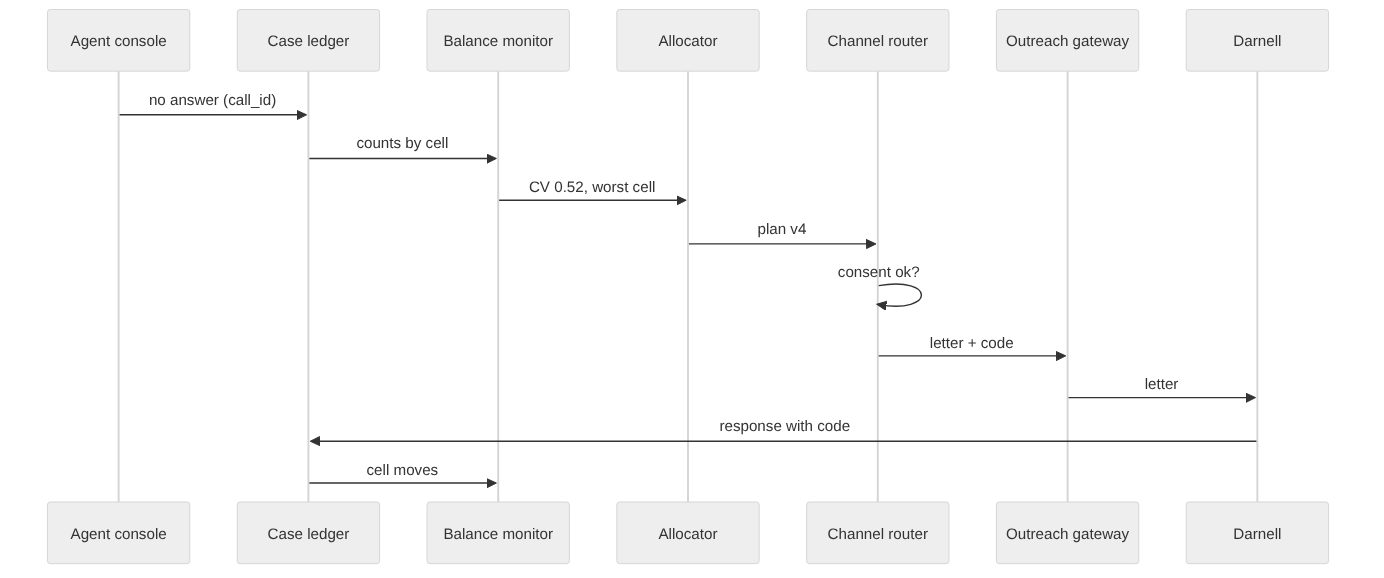 Agent console
Case ledger
Balance monitor
Allocator
Channel router
Outreach gateway
Darnell
no answer (call_id)
counts by cell
CV 0.52, worst cell
plan v4
consent ok?
letter + code
letter
response with code
cell moves
Agent console
Case ledger
Balance monitor
Allocator
Channel router
Outreach gateway
Darnell